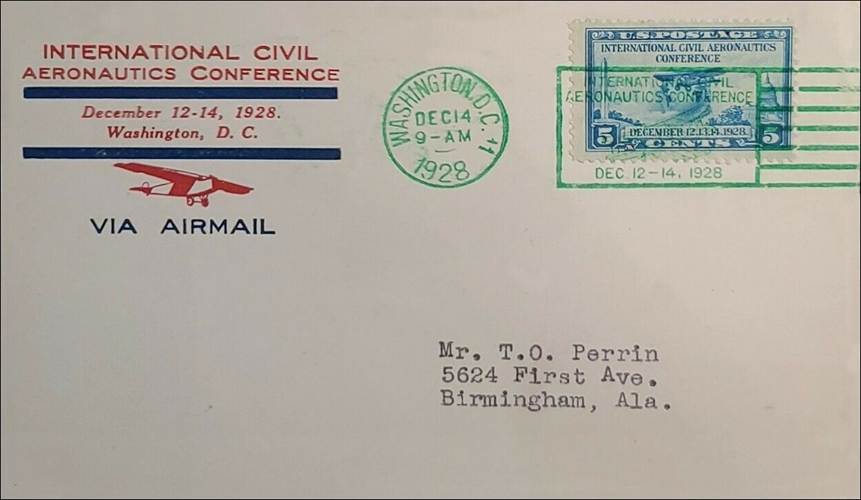 INTERNATIONAL CIVIL
AERONAUTICS CONFERENCE
December 12-14, 1928.
Washington, D. C.
VIA AIRMAIL
WASHINGTON, D.C. 11
DEC 14
9-AM
1928
U.S. POSTAGE
INTERNATIONAL CIVIL AERONAUTICS
CONFERENCE
5 DECEMBER 12.13.14.1928. 5
CENTS
INTERNATIONAL CIVIL
AERONAUTICS CONFERENCE
DEC. 12-14, 1928
Mr. T.O. Perrin
5624 First Ave.
Birmingham, Ala.